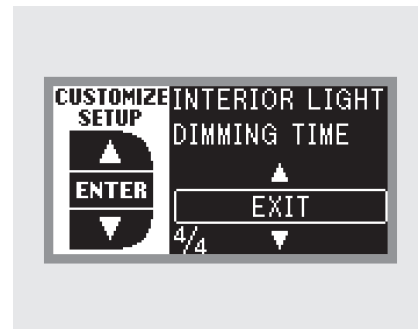 CUSTOMIZE
SETUP
▲
ENTER
▼
INTERIOR LIGHT
DIMMING TIME
▲
EXIT
4/4 ▼